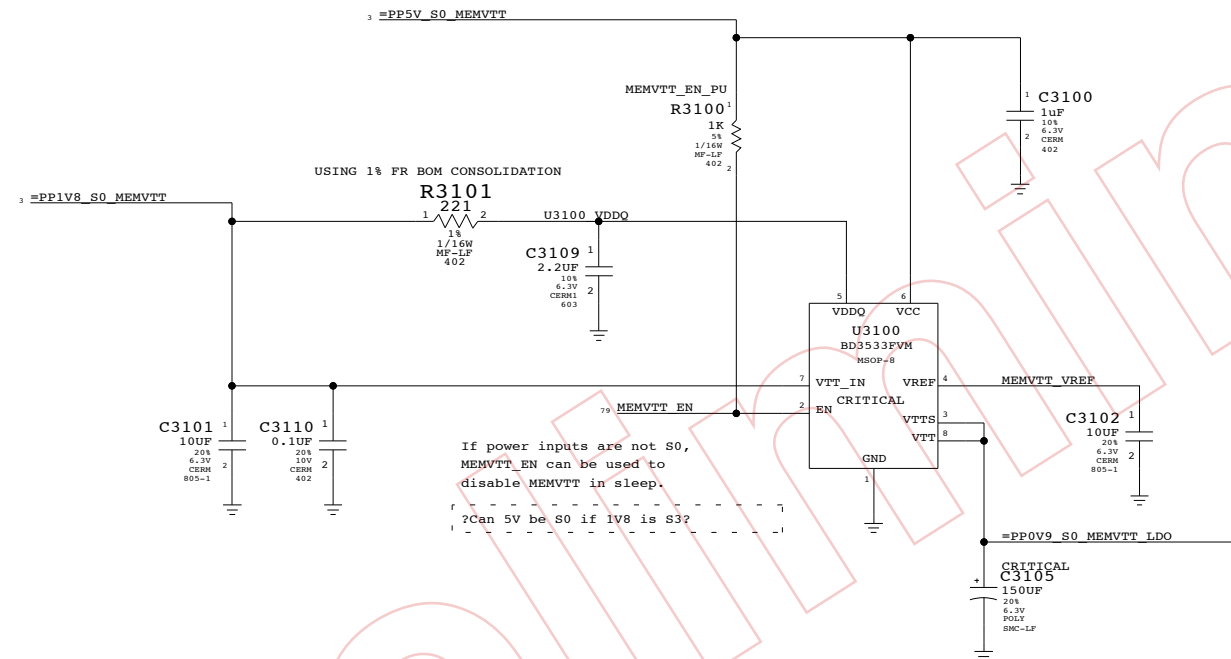 3 =PP5V_S0_MEMVTT
MEMVTT_EN_PU
R3100 1
1K
5%
1/16W
MF-LF
402
2
1 C3100
1uF
10%
6.3V
2 CERM
402
USING 1% FR BOM CONSOLIDATION
3 =PP1V8_S0_MEMVTT
R3101
1 221 2
1%
1/16W
MF-LF
402
U3100_VDDQ
C3109 1
2.2UF
10%
6.3V
CERM1 2
603
5 6
VDDQ VCC
U3100
BD3533FVM
MSOP-8
7 VTT_IN VREF 4 MEMVTT_VREF
CRITICAL
79 MEMVTT_EN 2 EN
VTTS 3
VTT 8
GND
1
C3101 1
10UF
20%
6.3V
CERM 2
805-1
C3110 1
0.1UF
20%
10V
CERM 2
402
C3102 1
10UF
20%
6.3V
CERM 2
805-1
If power inputs are not S0,
MEMVTT_EN can be used to
disable MEMVTT in sleep.
?Can 5V be S0 if 1V8 is S3?
=PP0V9_S0_MEMVTT_LDO
CRITICAL
+ C3105
150UF
20%
6.3V
POLY
SMC-LF